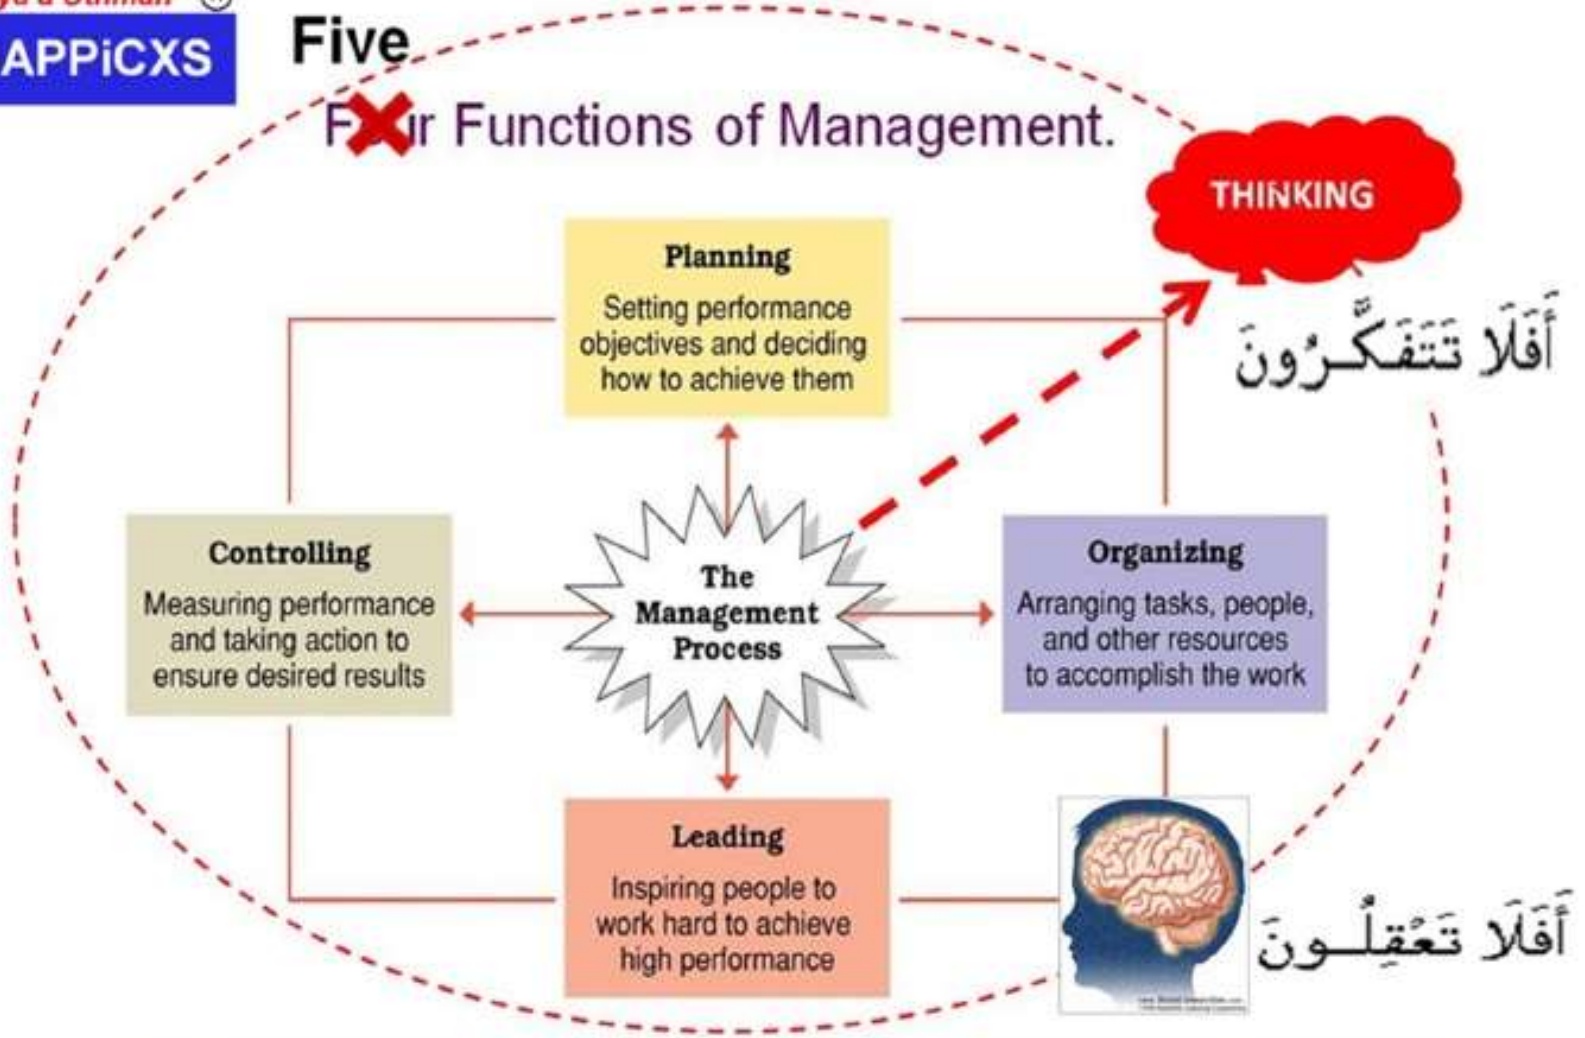 Othman
APPiCXS
Five
Four Functions of Management.
THINKING
أَفَلَا تَتَفَكَّرُونَ
Planning
Setting performance
objectives and deciding
how to achieve them
Controlling
Measuring performance
and taking action to
ensure desired results
The
Management
Process
Organizing
Arranging tasks, people,
and other resources
to accomplish the work
Leading
Inspiring people to
work hard to achieve
high performance
أَفَلَا تَعْقِلُونَ